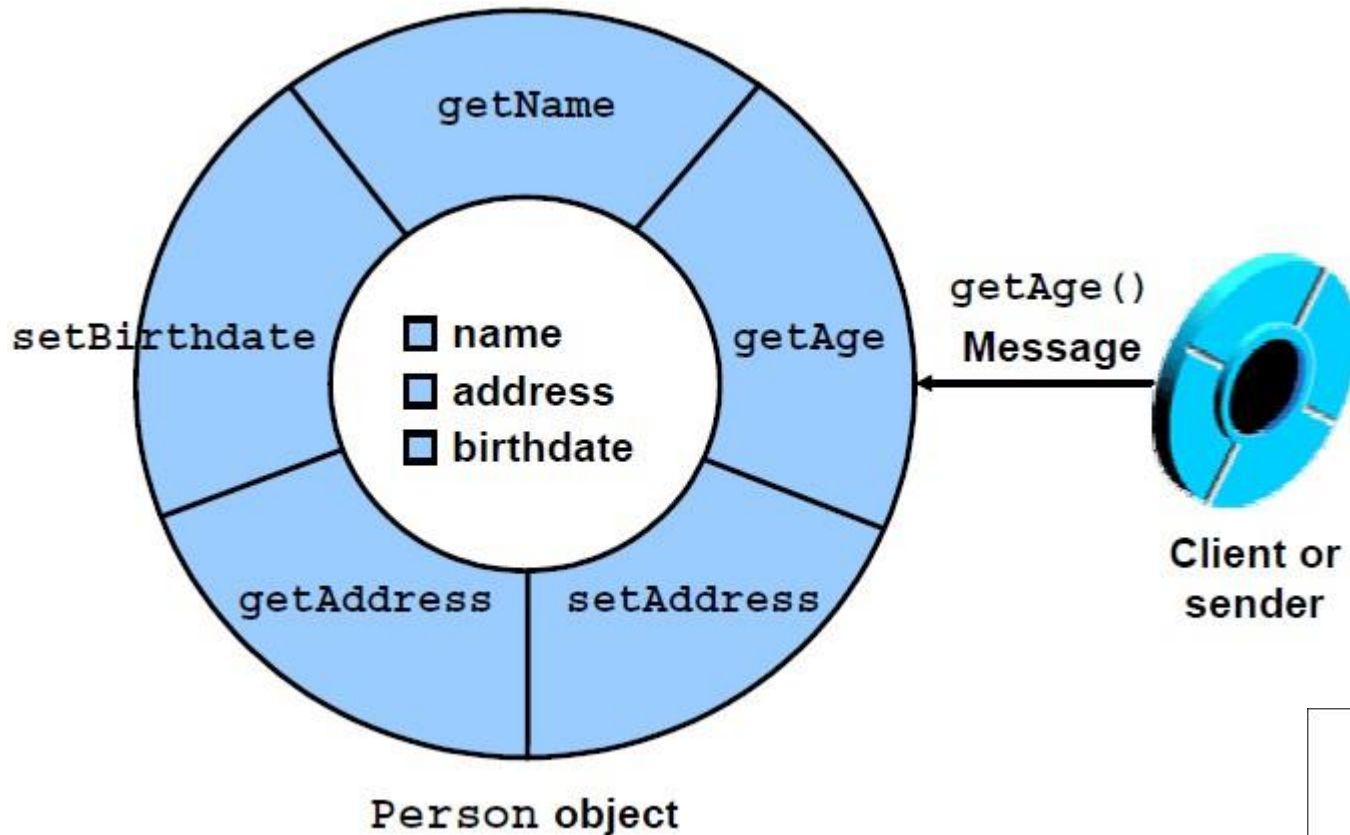 getName
setBirthdate
name
address
birthdate
getAge
getAge()
Message
getAddress
setAddress
Client or
sender
Person object